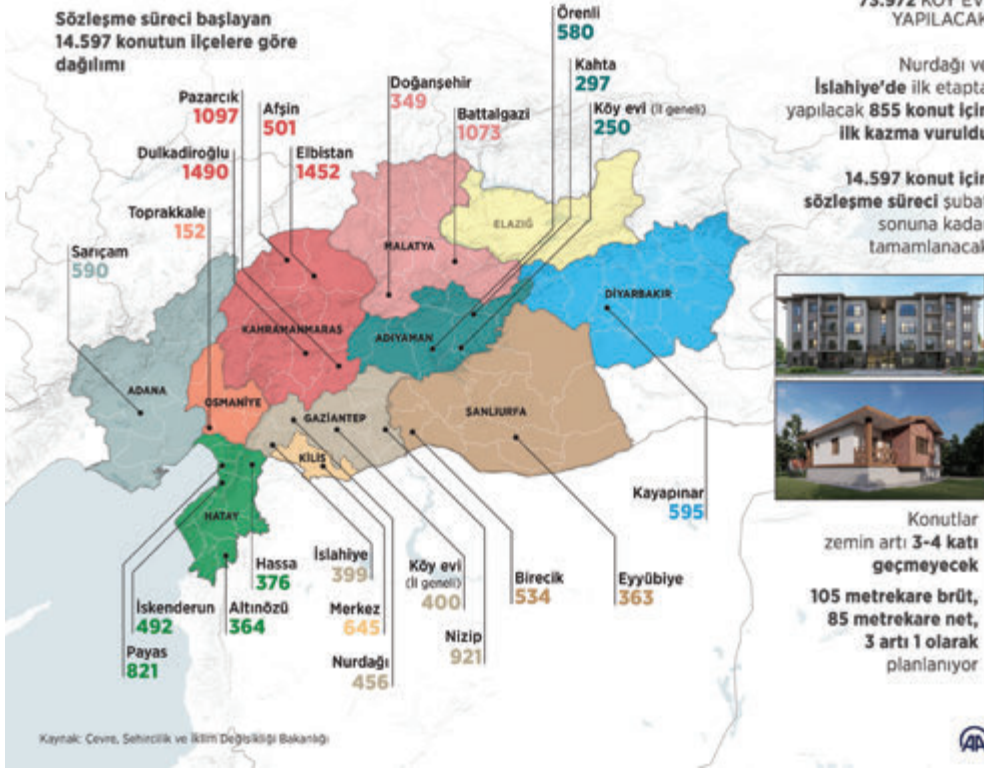 Sözleşme süreci başlayan
14.597 konutun ilçelere göre
dağılımı
Örenli
580
Kahta
297
Köy evi (İl geneli)
250
Doğanşehir
349
Battalgazi
1073
Pazarcık
1097
Afşin
501
Dulkadiroğlu
1490
Elbistan
1452
Toprakkale
152
Sarıçam
590
ELAZIĞ
MALATYA
DİYARBAKIR
KAHRAMANMARAŞ
ADIYAMAN
ADANA
OSMANİYE
GAZİANTEP
ŞANLIURFA
KİLİS
HATAY
Kayapınar
595
İslahiye
399
Köy evi
(İl geneli)
400
Birecik
534
Eyyübiye
363
Hassa
376
İskenderun
492
Altınözü
364
Merkez
645
Nizip
921
Payas
821
Nurdağı
456
73.972 KÖY EV
YAPILACAK
Nurdağı ve
İslahiye'de ilk etapta
yapılacak 855 konut için
ilk kazma vuruldu
14.597 konut için
sözleşme süreci şubat
sonuna kadar
tamamlanacak
Konutlar
zemin artı 3-4 katı
geçmeyecek
105 metrekare brüt,
85 metrekare net,
3 artı 1 olarak
planlanıyor
Kaynak: Çevre, Şehircilik ve İklim Değişikliği Bakanlığı
AA